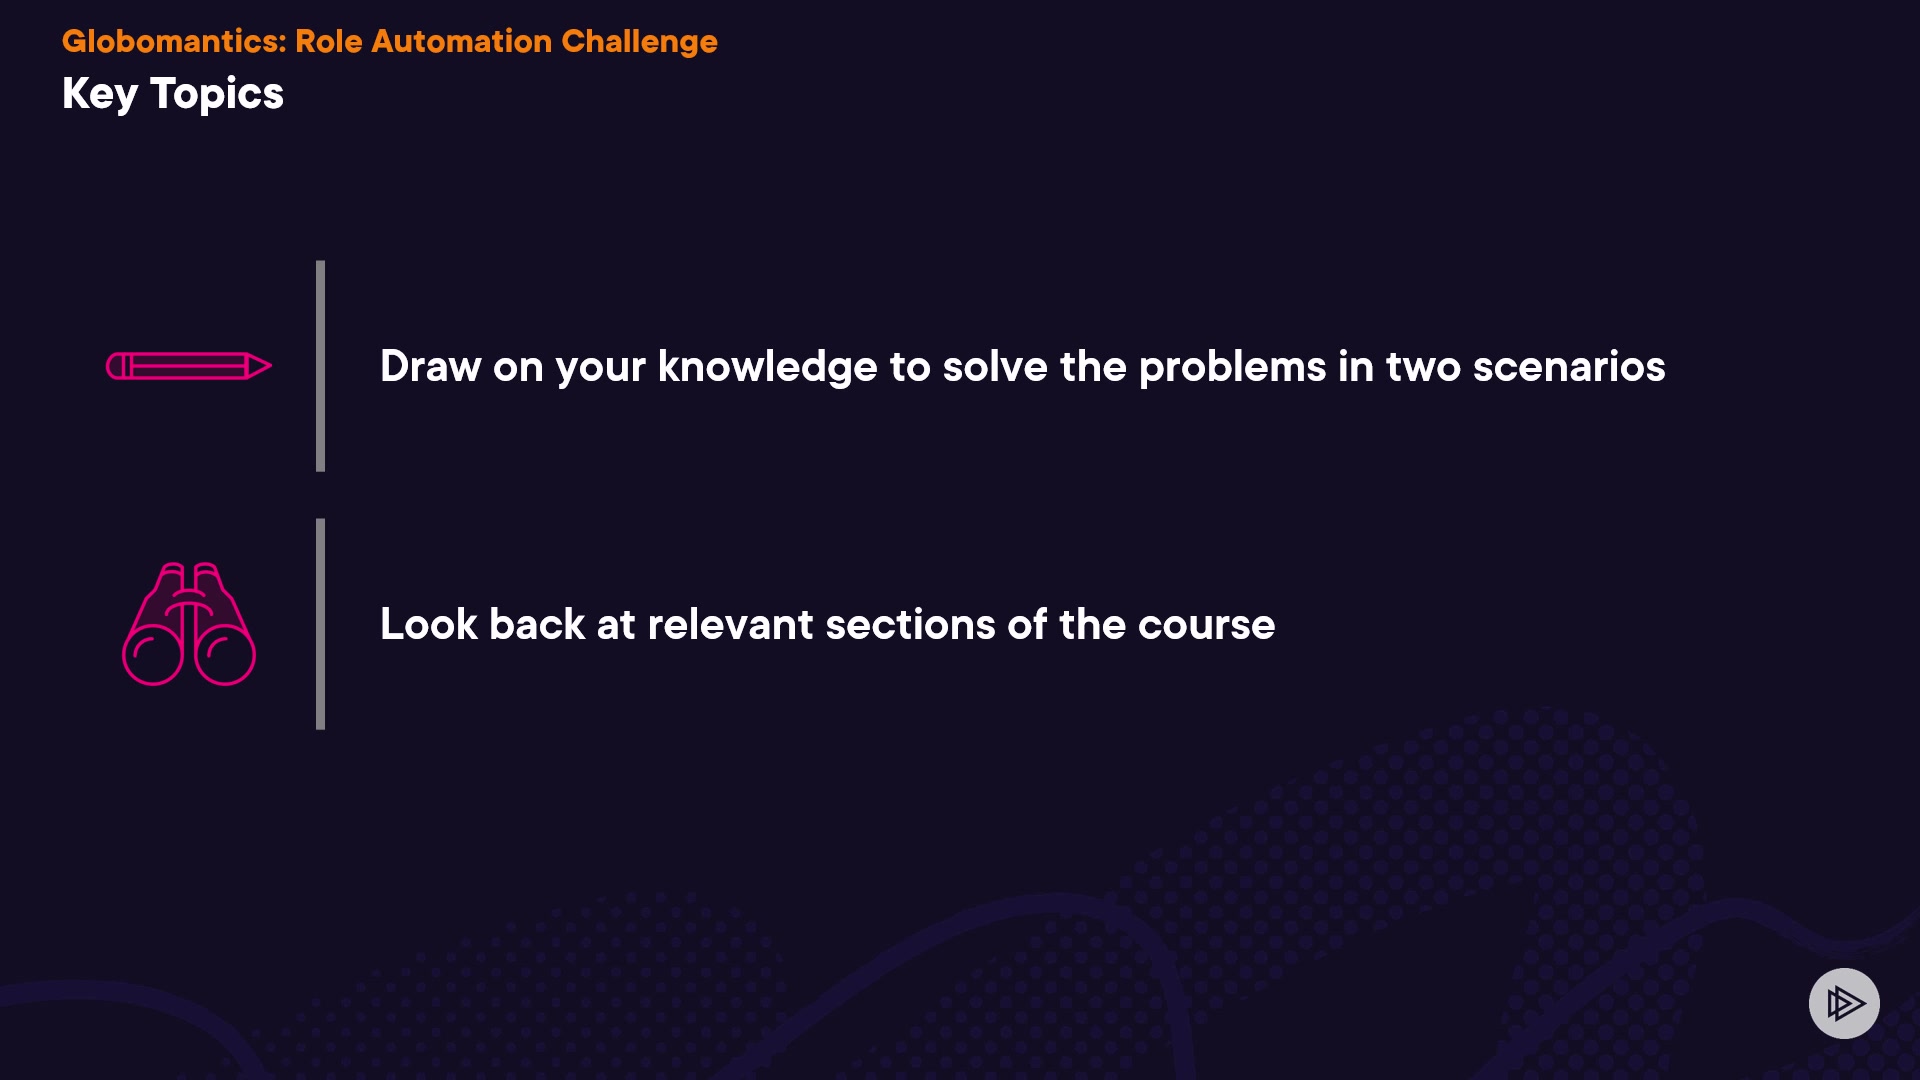 Globomantics: Role Automation Challenge
Key Topics
Draw on your knowledge to solve the problems in two scenarios
Look back at relevant sections of the course